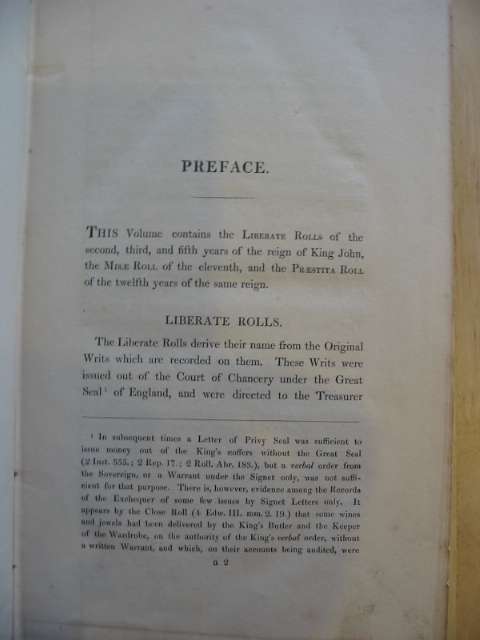 PREFACE.
THIS Volume contains the LIBERATE ROLLS of the
second, third, and fifth years of the reign of King John,
the MISÆ ROLL of the eleventh, and the PRÆSTITA ROLL
of the twelfth years of the same reign.
LIBERATE ROLLS.
The Liberate Rolls derive their name from the Original
Writs which are recorded on them. These Writs were
issued out of the Court of Chancery under the Great
Seal¹ of England, and were directed to the Treasurer
¹ In subsequent times a Letter of Privy Seal was sufficient to
issue money out of the King's coffers without the Great Seal
(2 Inst. 555.; 2 Rep. 17.; 2 Roll. Abr. 183.), but a verbal order from
the Sovereign, or a Warrant under the Signet only, was not suffi-
cient for that purpose. There is, however, evidence among the Records
of the Exchequer of some few issues by Signet Letters only. It
appears by the Close Roll (4 Edw. III. mm. 2. 19.) that some wines
and jewels had been delivered by the King's Butler and the Keeper
of the Wardrobe, on the authority of the King's verbal order, without
a written Warrant, and which, on their accounts being audited, were
a 2